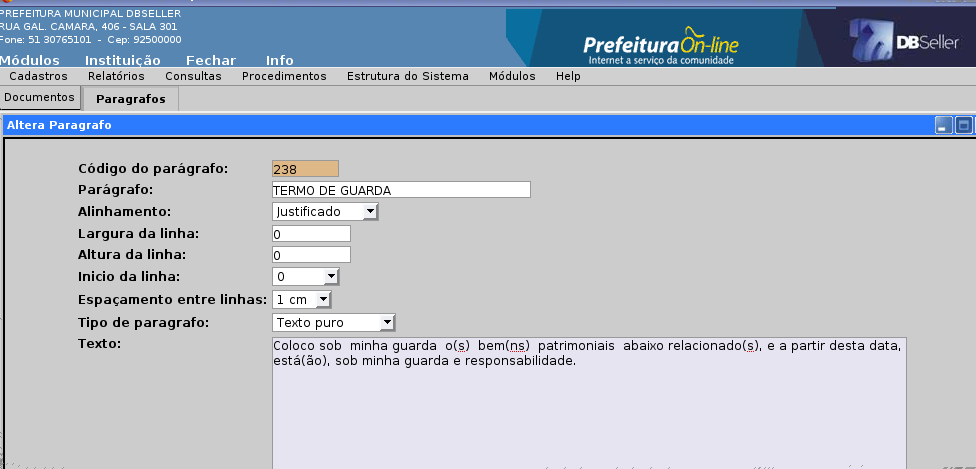 PREFEITURA MUNICIPAL DBSELLER
RUA GAL. CAMARA, 406 - SALA 301
Fone: 51 30765101 - Cep: 92500000
Prefeitura On-line
Internet a serviço da comunidade
DBSeller
Módulos Instituição Fechar Info
Cadastros Relatórios Consultas Procedimentos Estrutura do Sistema Módulos Help
Documentos Paragrafos
Altera Paragrafo
Código do parágrafo: 238
Parágrafo: TERMO DE GUARDA
Alinhamento: Justificado
Largura da linha: 0
Altura da linha: 0
Inicio da linha: 0
Espaçamento entre linhas: 1 cm
Tipo de paragrafo: Texto puro
Texto: Coloco sob minha guarda o(s) bem(ns) patrimoniais abaixo relacionado(s), e a partir desta data,
está(ão), sob minha guarda e responsabilidade.